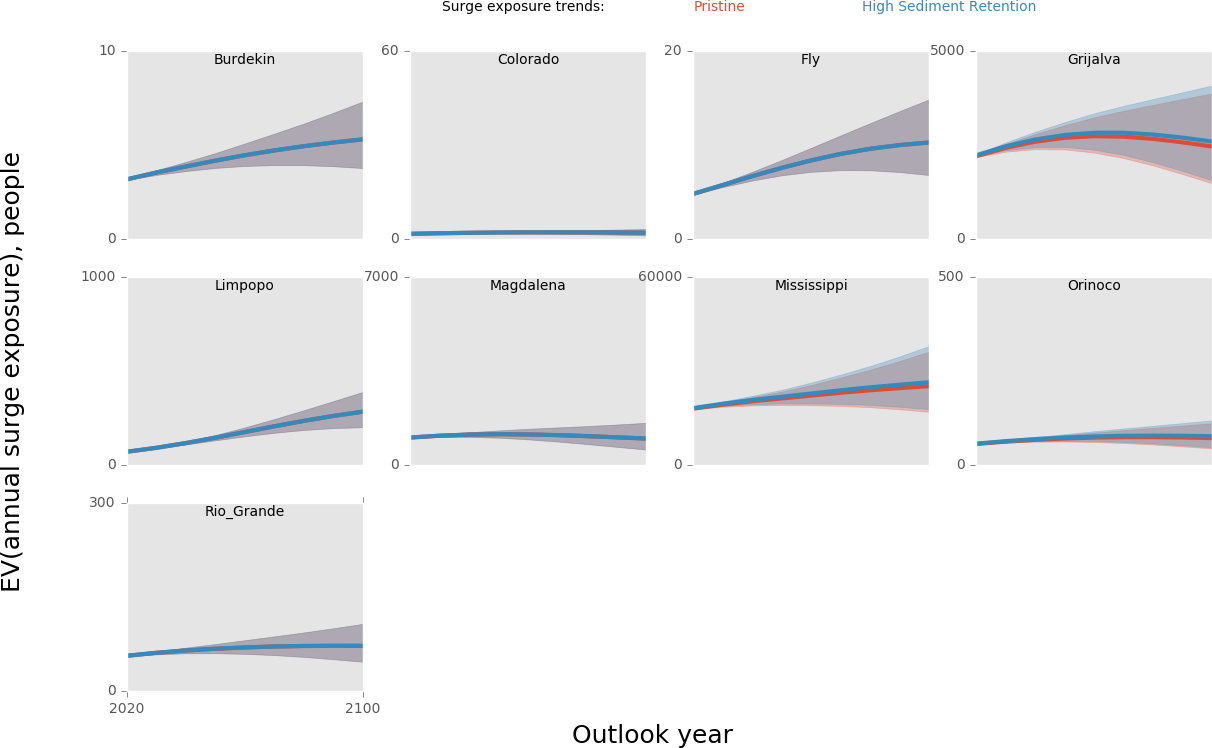 Surge exposure trends: Pristine High Sediment Retention
10 60 20 5000
Burdekin Colorado Fly Grijalva
0 0 0 0
1000 7000 60000 500
Limpopo Magdalena Mississippi Orinoco
0 0 0 0
300
Rio_Grande
0
2020 2100
EV(annual surge exposure), people
Outlook year